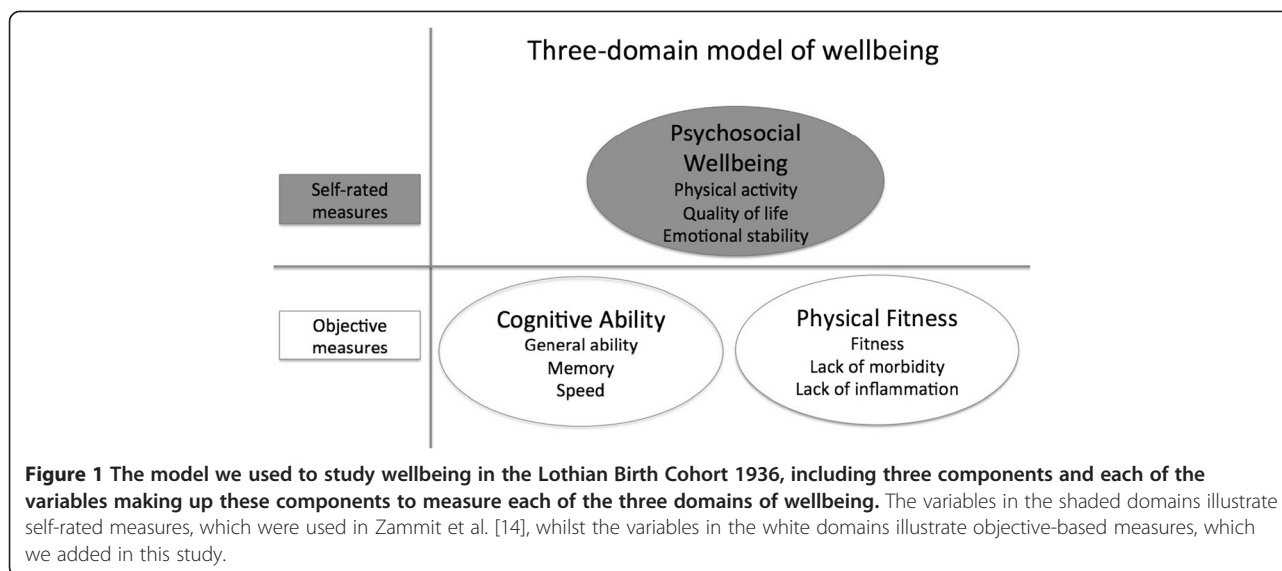 Three-domain model of wellbeing
Self-rated
measures
Psychosocial
Wellbeing
Physical activity
Quality of life
Emotional stability
Objective
measures
Cognitive Ability
General ability
Memory
Speed
Physical Fitness
Fitness
Lack of morbidity
Lack of inflammation
Figure 1 The model we used to study wellbeing in the Lothian Birth Cohort 1936, including three components and each of the
variables making up these components to measure each of the three domains of wellbeing. The variables in the shaded domains illustrate
self-rated measures, which were used in Zammit et al. [14], whilst the variables in the white domains illustrate objective-based measures, which
we added in this study.